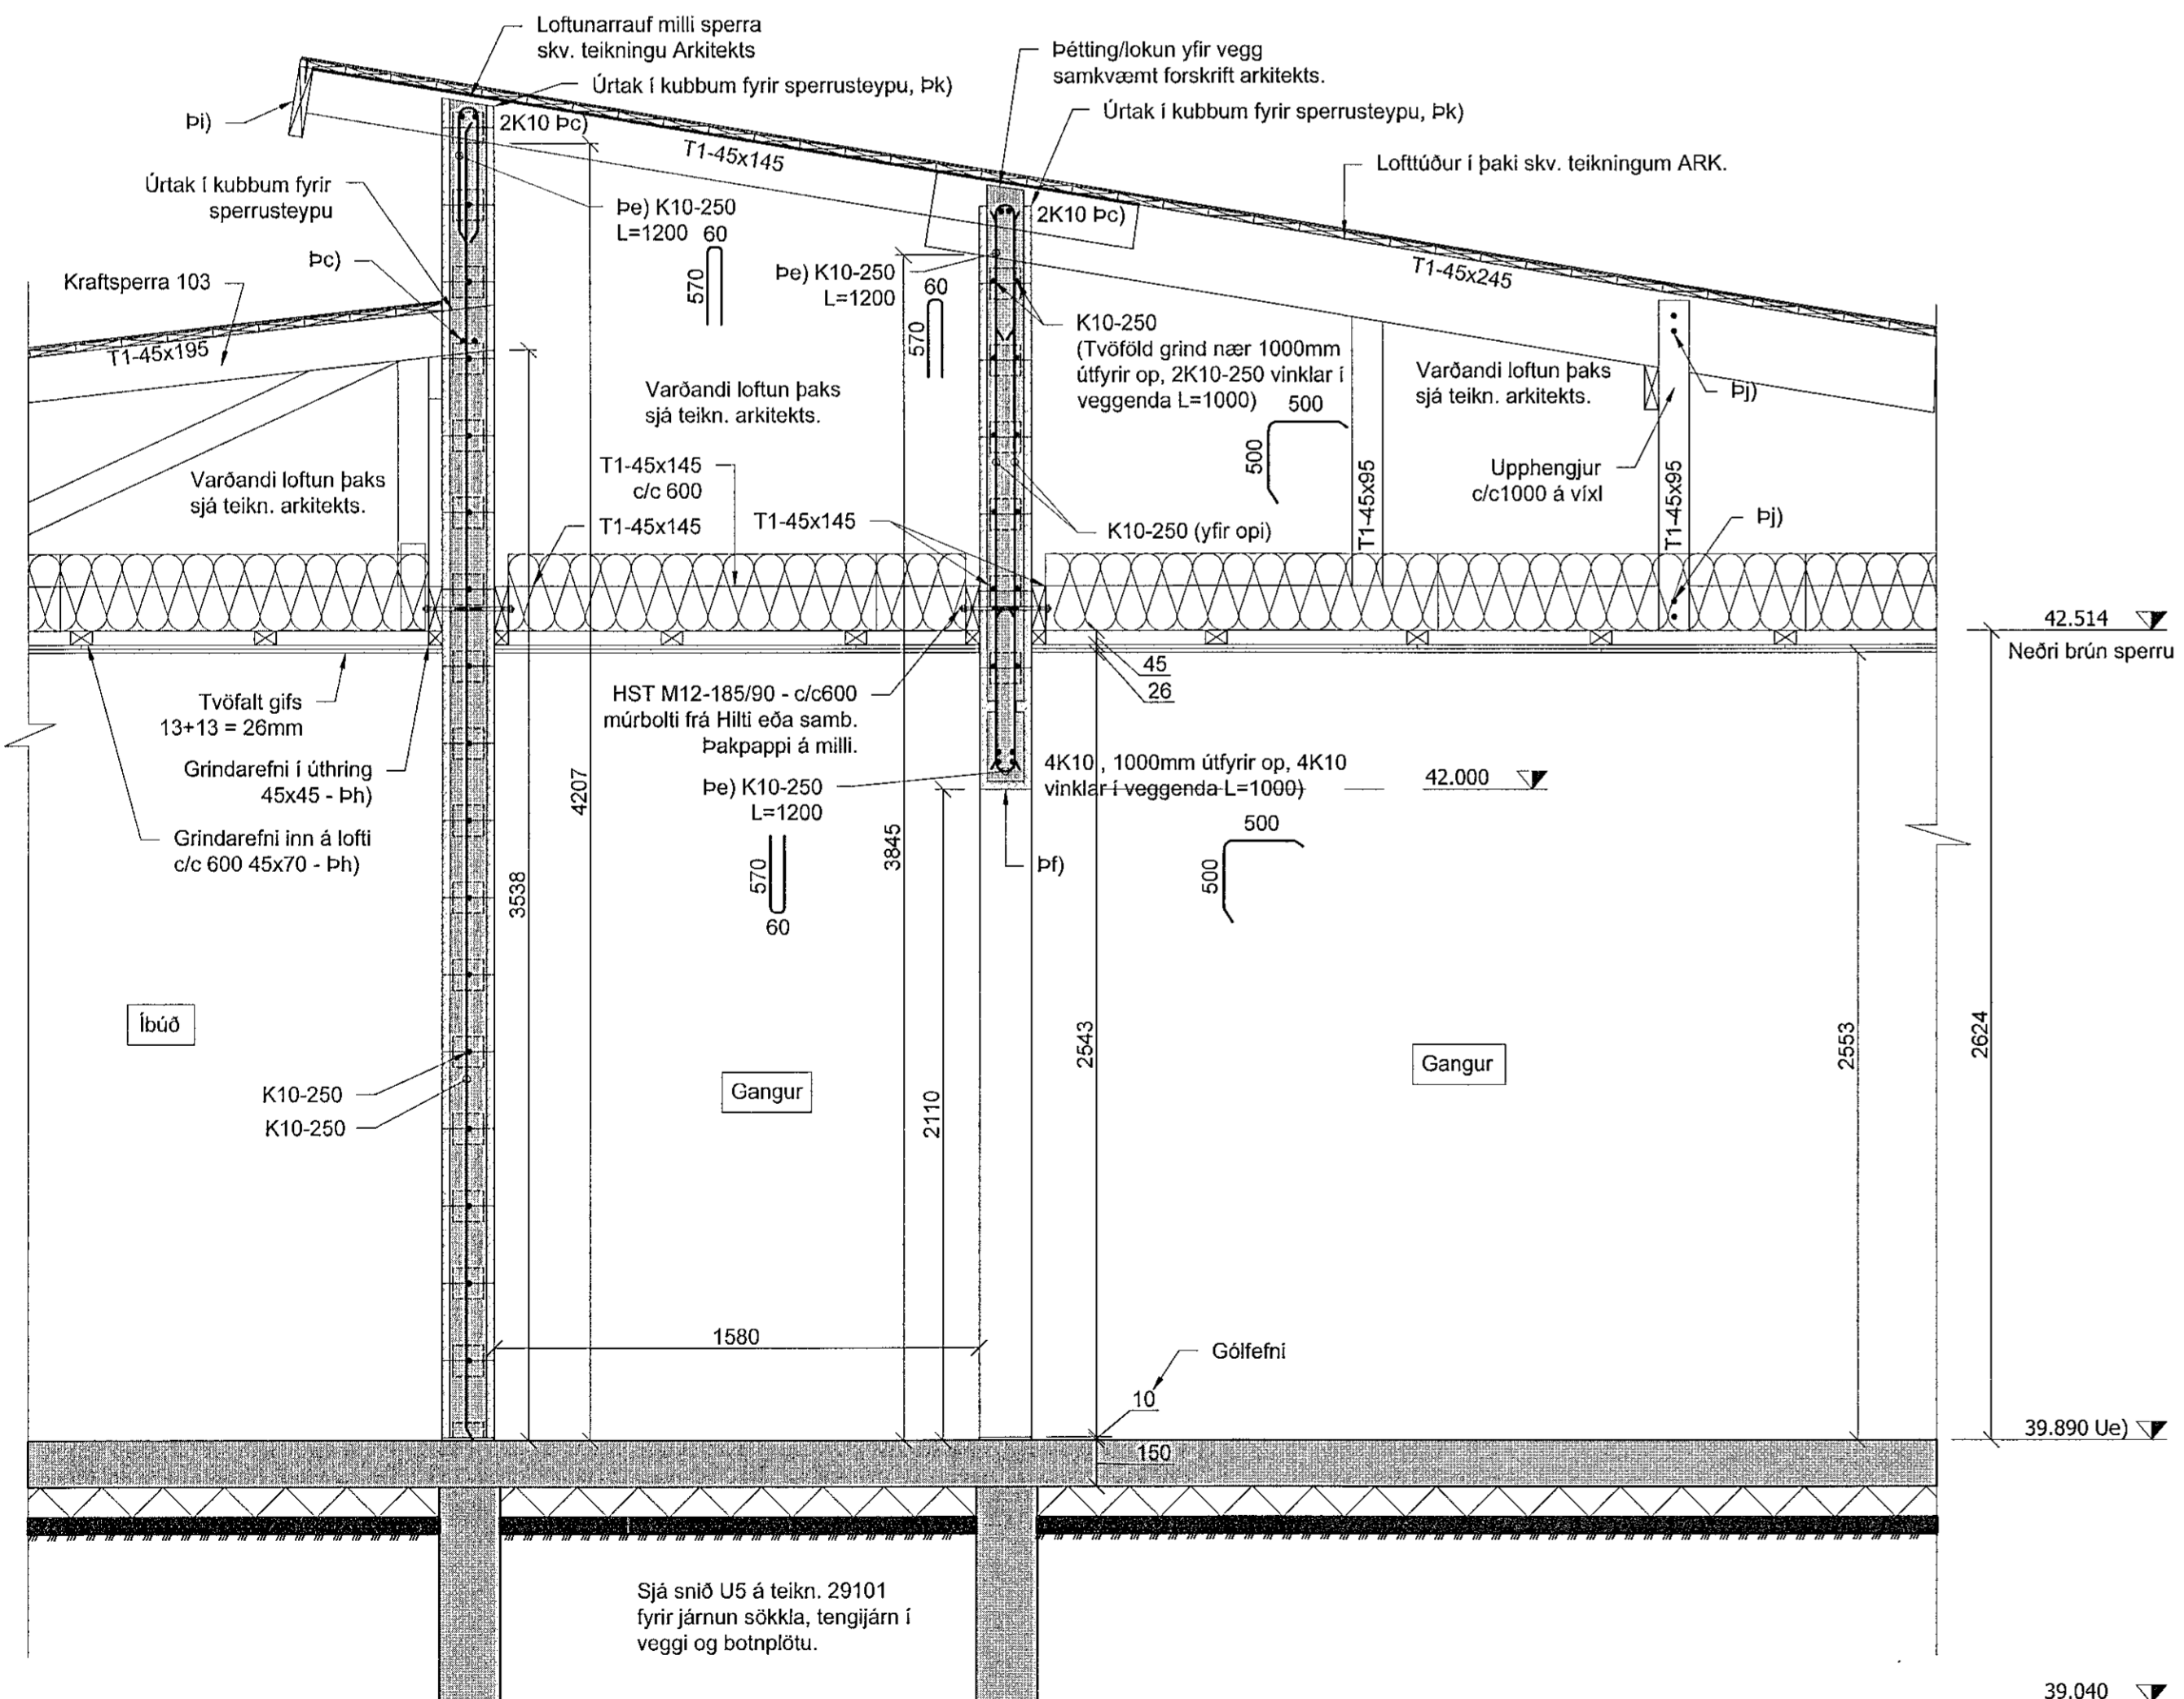 Loftunarrauf milli sperra
skv. teikningu Arkitekts
Þétting/lokun yfir vegg
samkvæmt forskrift arkitekts.
Úrtak í kubbum fyrir sperrusteypu, Þk)
Úrtak í kubbum fyrir sperrusteypu, Þk)
Þi)
2K10 Þc)
T1-45x145
Lofttúður í þaki skv. teikningum ARK.
Úrtak í kubbum fyrir
sperrusteypu
Þe) K10-250
L=1200
60
570
2K10 Þc)
Þc)
Kraftsperra 103
Þe) K10-250
L=1200
60
570
T1-45x245
T1-45x195
K10-250
(Tvöföld grind nær 1000mm
útfyrir op, 2K10-250 vinklar í
veggenda L=1000)
500
500
Varðandi loftun þaks
sjá teikn. arkitekts.
Varðandi loftun þaks
sjá teikn. arkitekts.
Þj)
Varðandi loftun þaks
sjá teikn. arkitekts.
T1-45x145
c/c 600
T1-45x145
T1-45x145
Upphengjur
c/c1000 á víxl
T1-45x95
T1-45x95
K10-250 (yfir opi)
Þj)
42.514
Neðri brún sperru
45
26
Tvöfalt gifs
13+13 = 26mm
HST M12-185/90 - c/c600
múrbolti frá Hilti eða samb.
Þakpappi á milli.
Grindarefni í úthring
45x45 - Þh)
Grindarefni inn á lofti
c/c 600 45x70 - Þh)
Þe) K10-250
L=1200
570
60
4K10 , 1000mm útfyrir op, 4K10
vinklar í veggenda L=1000)
42.000
500
500
Þf)
3538
4207
3845
2110
2543
2553
2624
Íbúð
Gangur
Gangur
K10-250
K10-250
1580
Gólfefni
10
150
39.890 Ue)
Sjá snið U5 á teikn. 29101
fyrir járnun sökkla, tengijárn í
veggi og botnplötu.
39.040